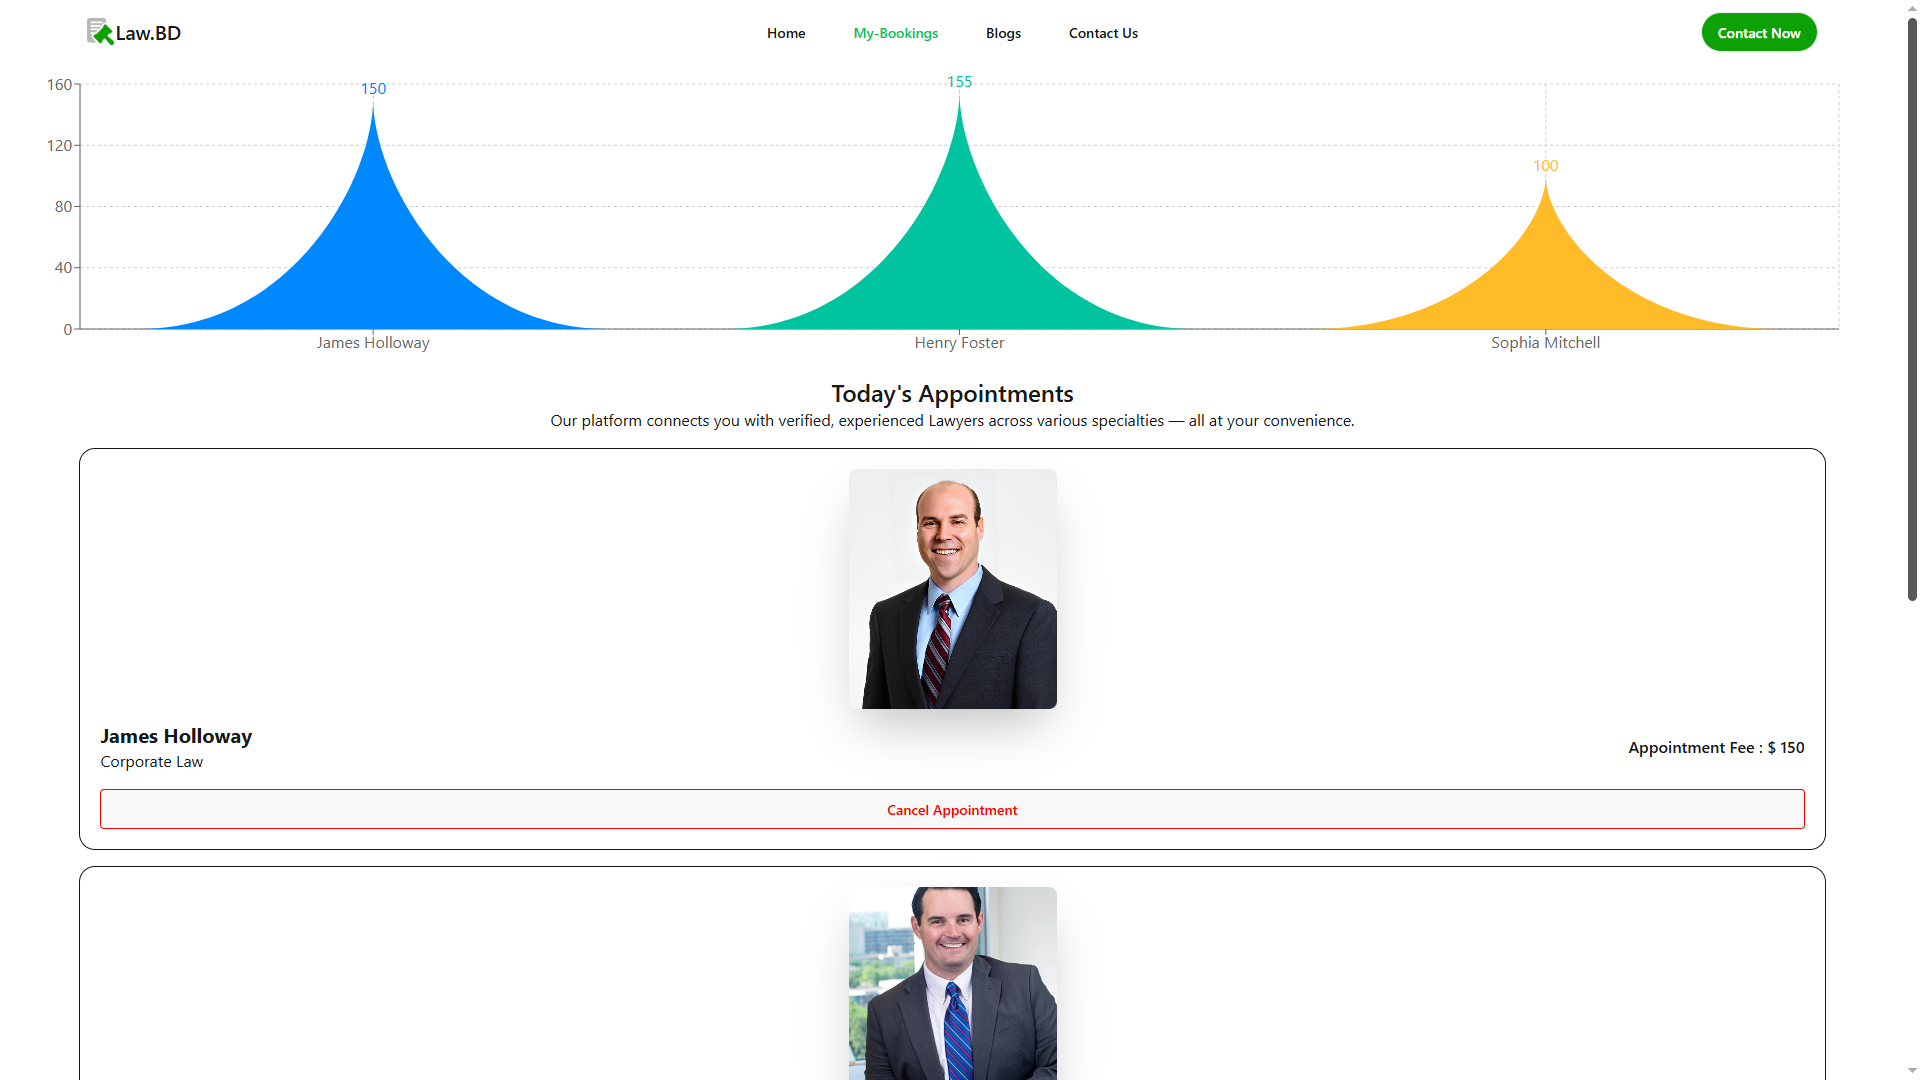 Law.BD
Home
My-Bookings
Blogs
Contact Us
Contact Now
160
120
80
40
0
150
155
100
James Holloway
Henry Foster
Sophia Mitchell
Today's Appointments
Our platform connects you with verified, experienced Lawyers across various specialties — all at your convenience.
James Holloway
Corporate Law
Appointment Fee : $ 150
Cancel Appointment